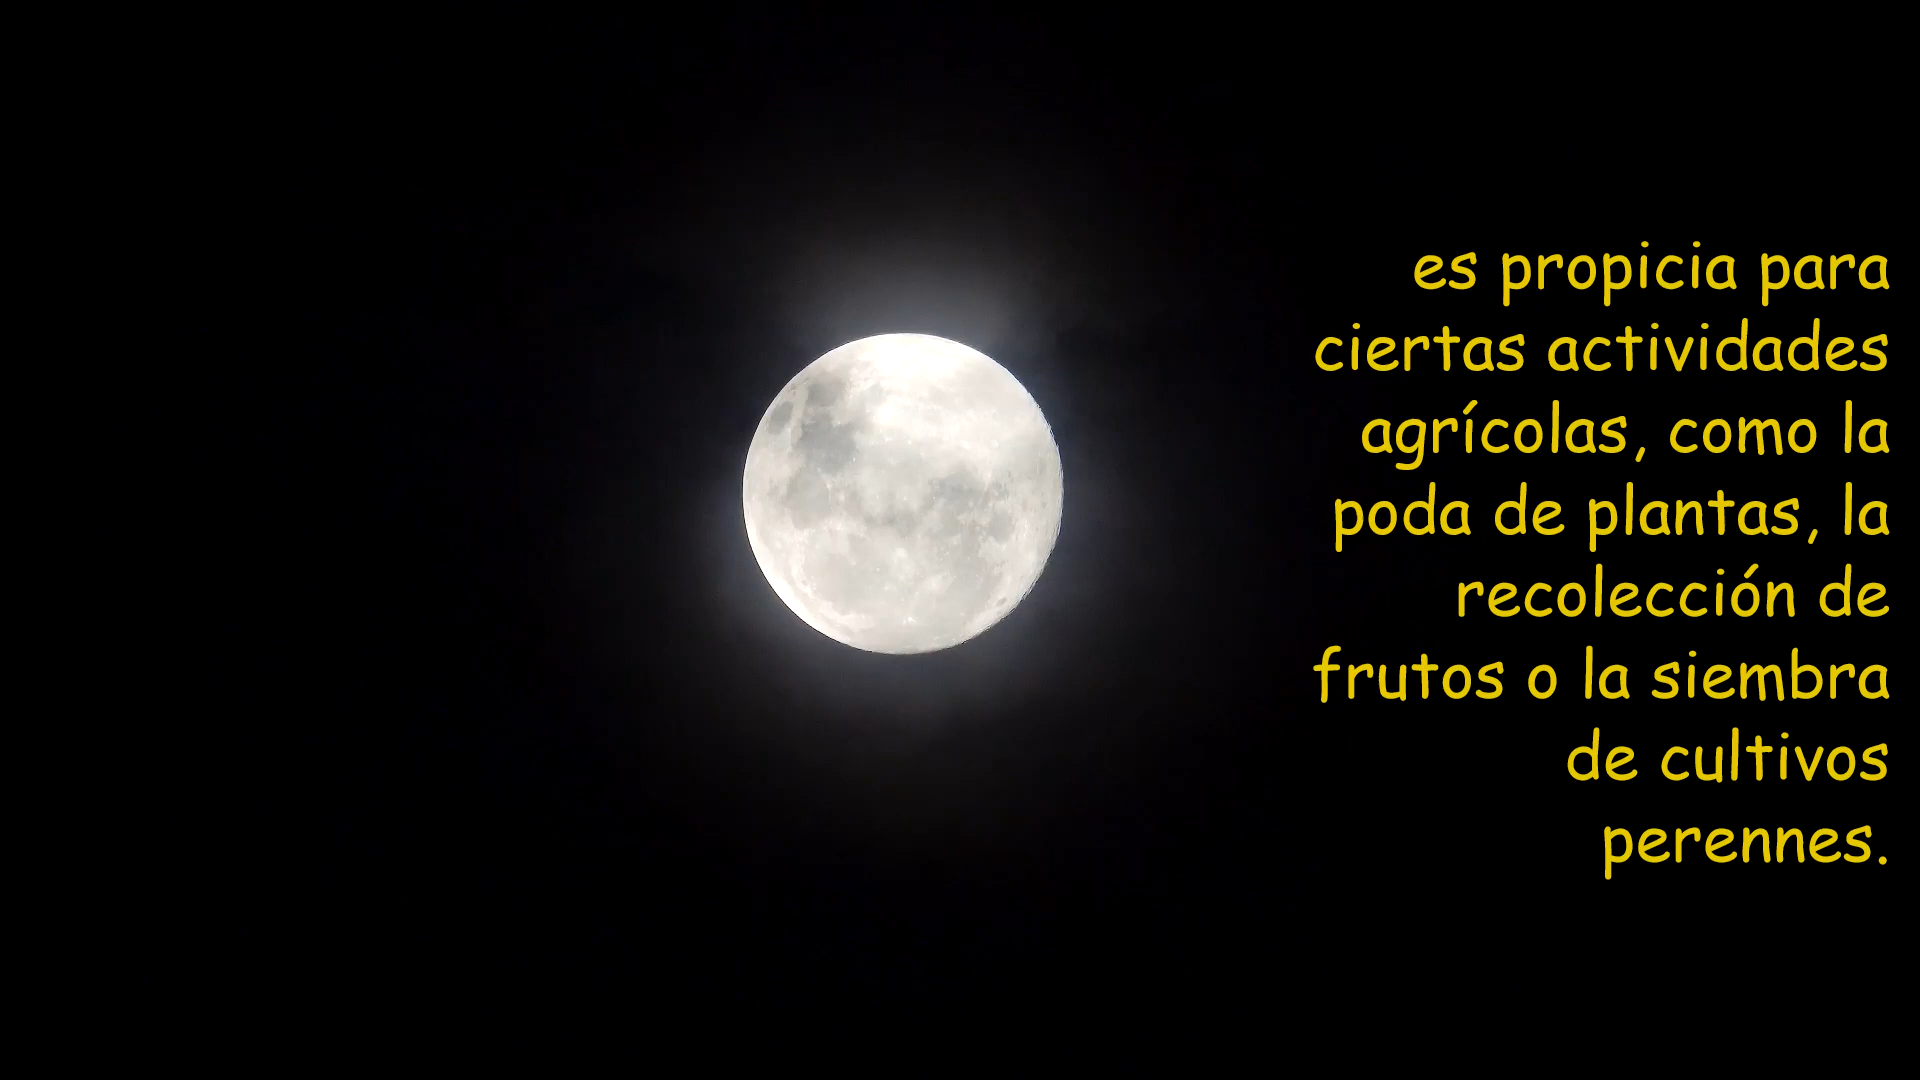 es propicia para
ciertas actividades
agrícolas, como la
poda de plantas, la
recolección de
frutos o la siembra
de cultivos
perennes.